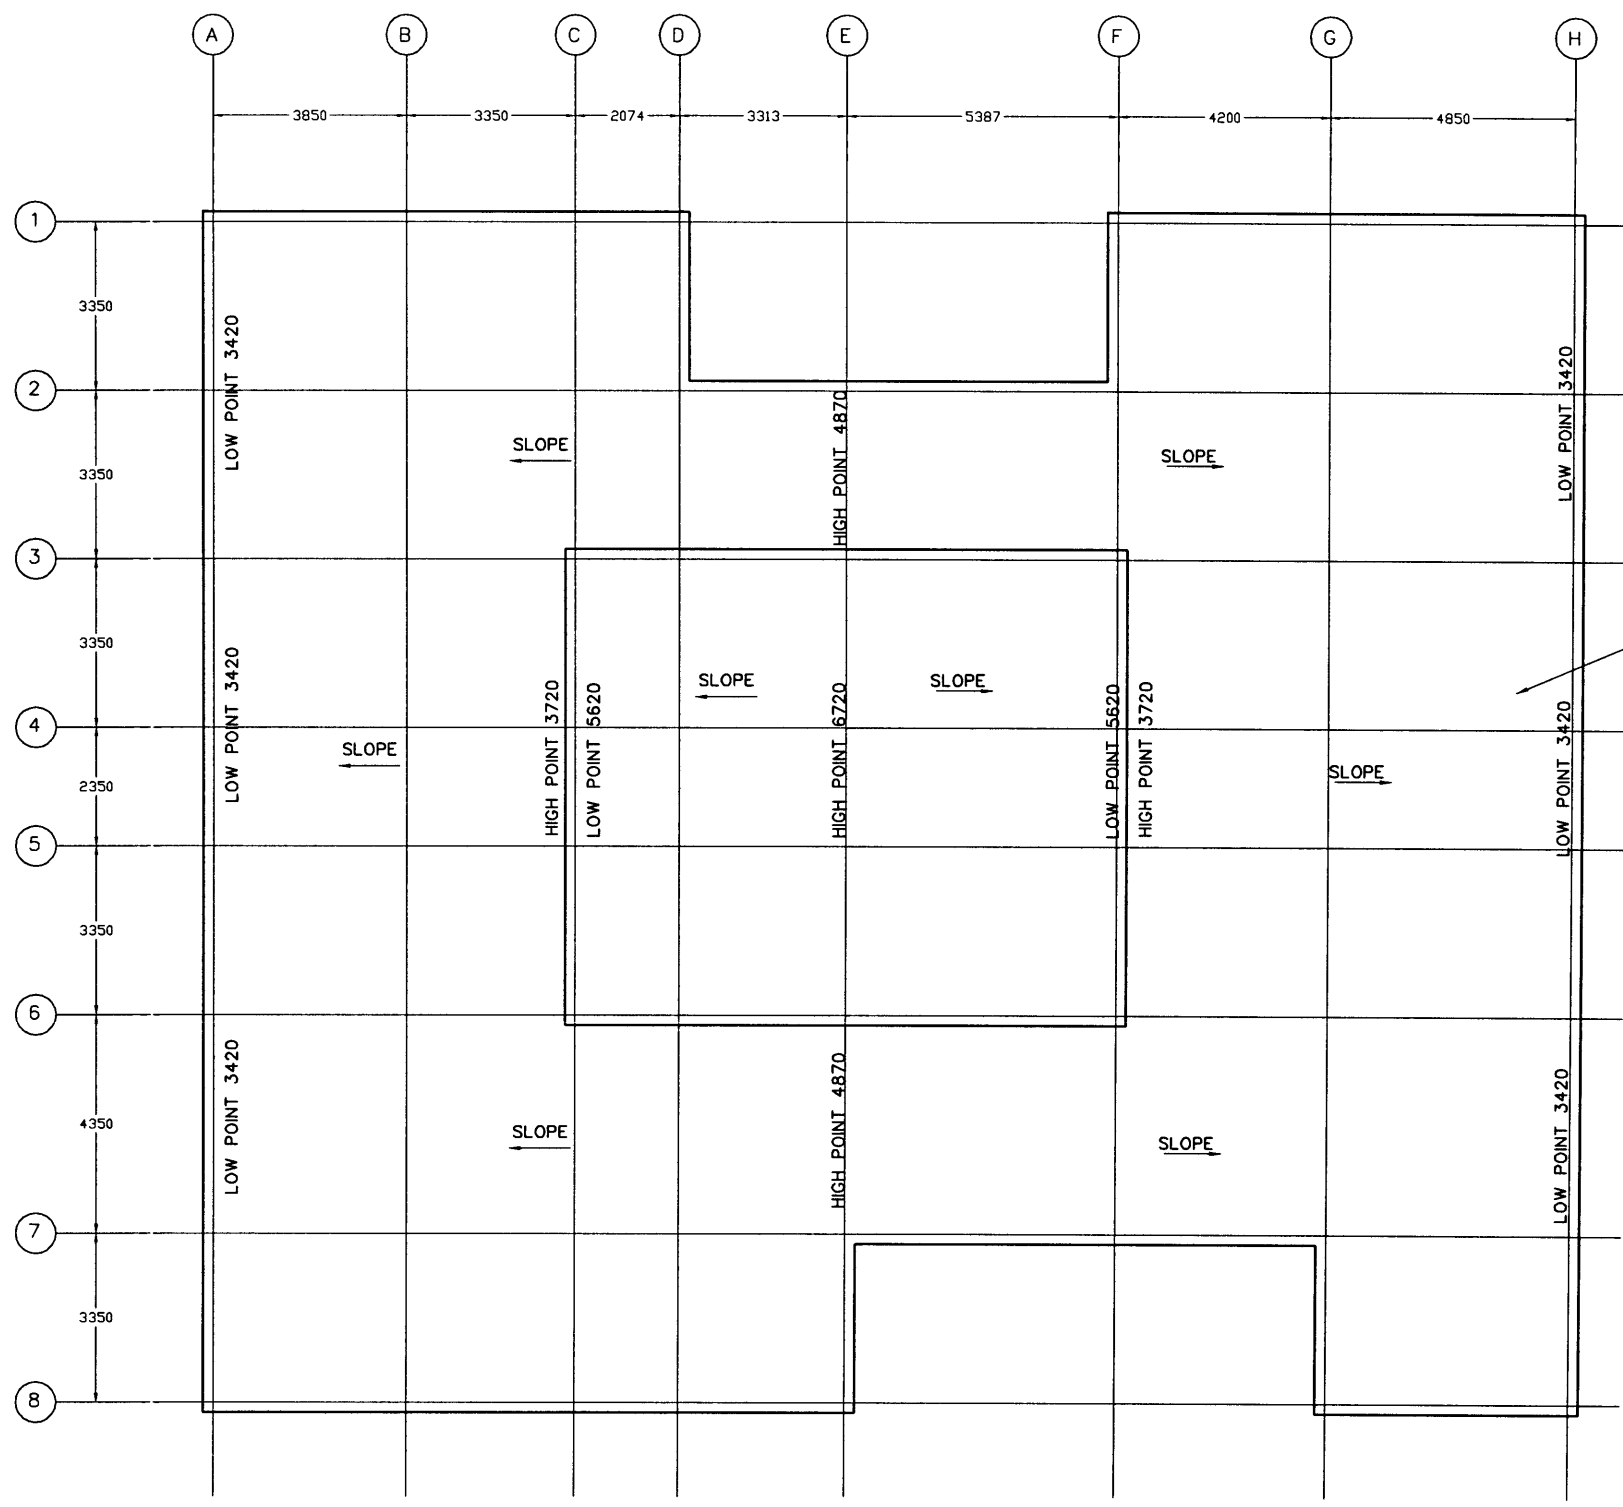 A B C D E F G H
3850 3350 2074 3313 5387 4200 4850
1
3350
LOW POINT 3420
LOW POINT 3420
2
HIGH POINT 4870
SLOPE
SLOPE
3350
3
3350
LOW POINT 3420
HIGH POINT 3720
LOW POINT 5620
SLOPE
HIGH POINT 6720
SLOPE
LOW POINT 5620
HIGH POINT 3720
LOW POINT 3420
4
SLOPE
SLOPE
2350
5
3350
6
LOW POINT 3420
HIGH POINT 4870
LOW POINT 3420
4350
SLOPE
SLOPE
7
3350
8